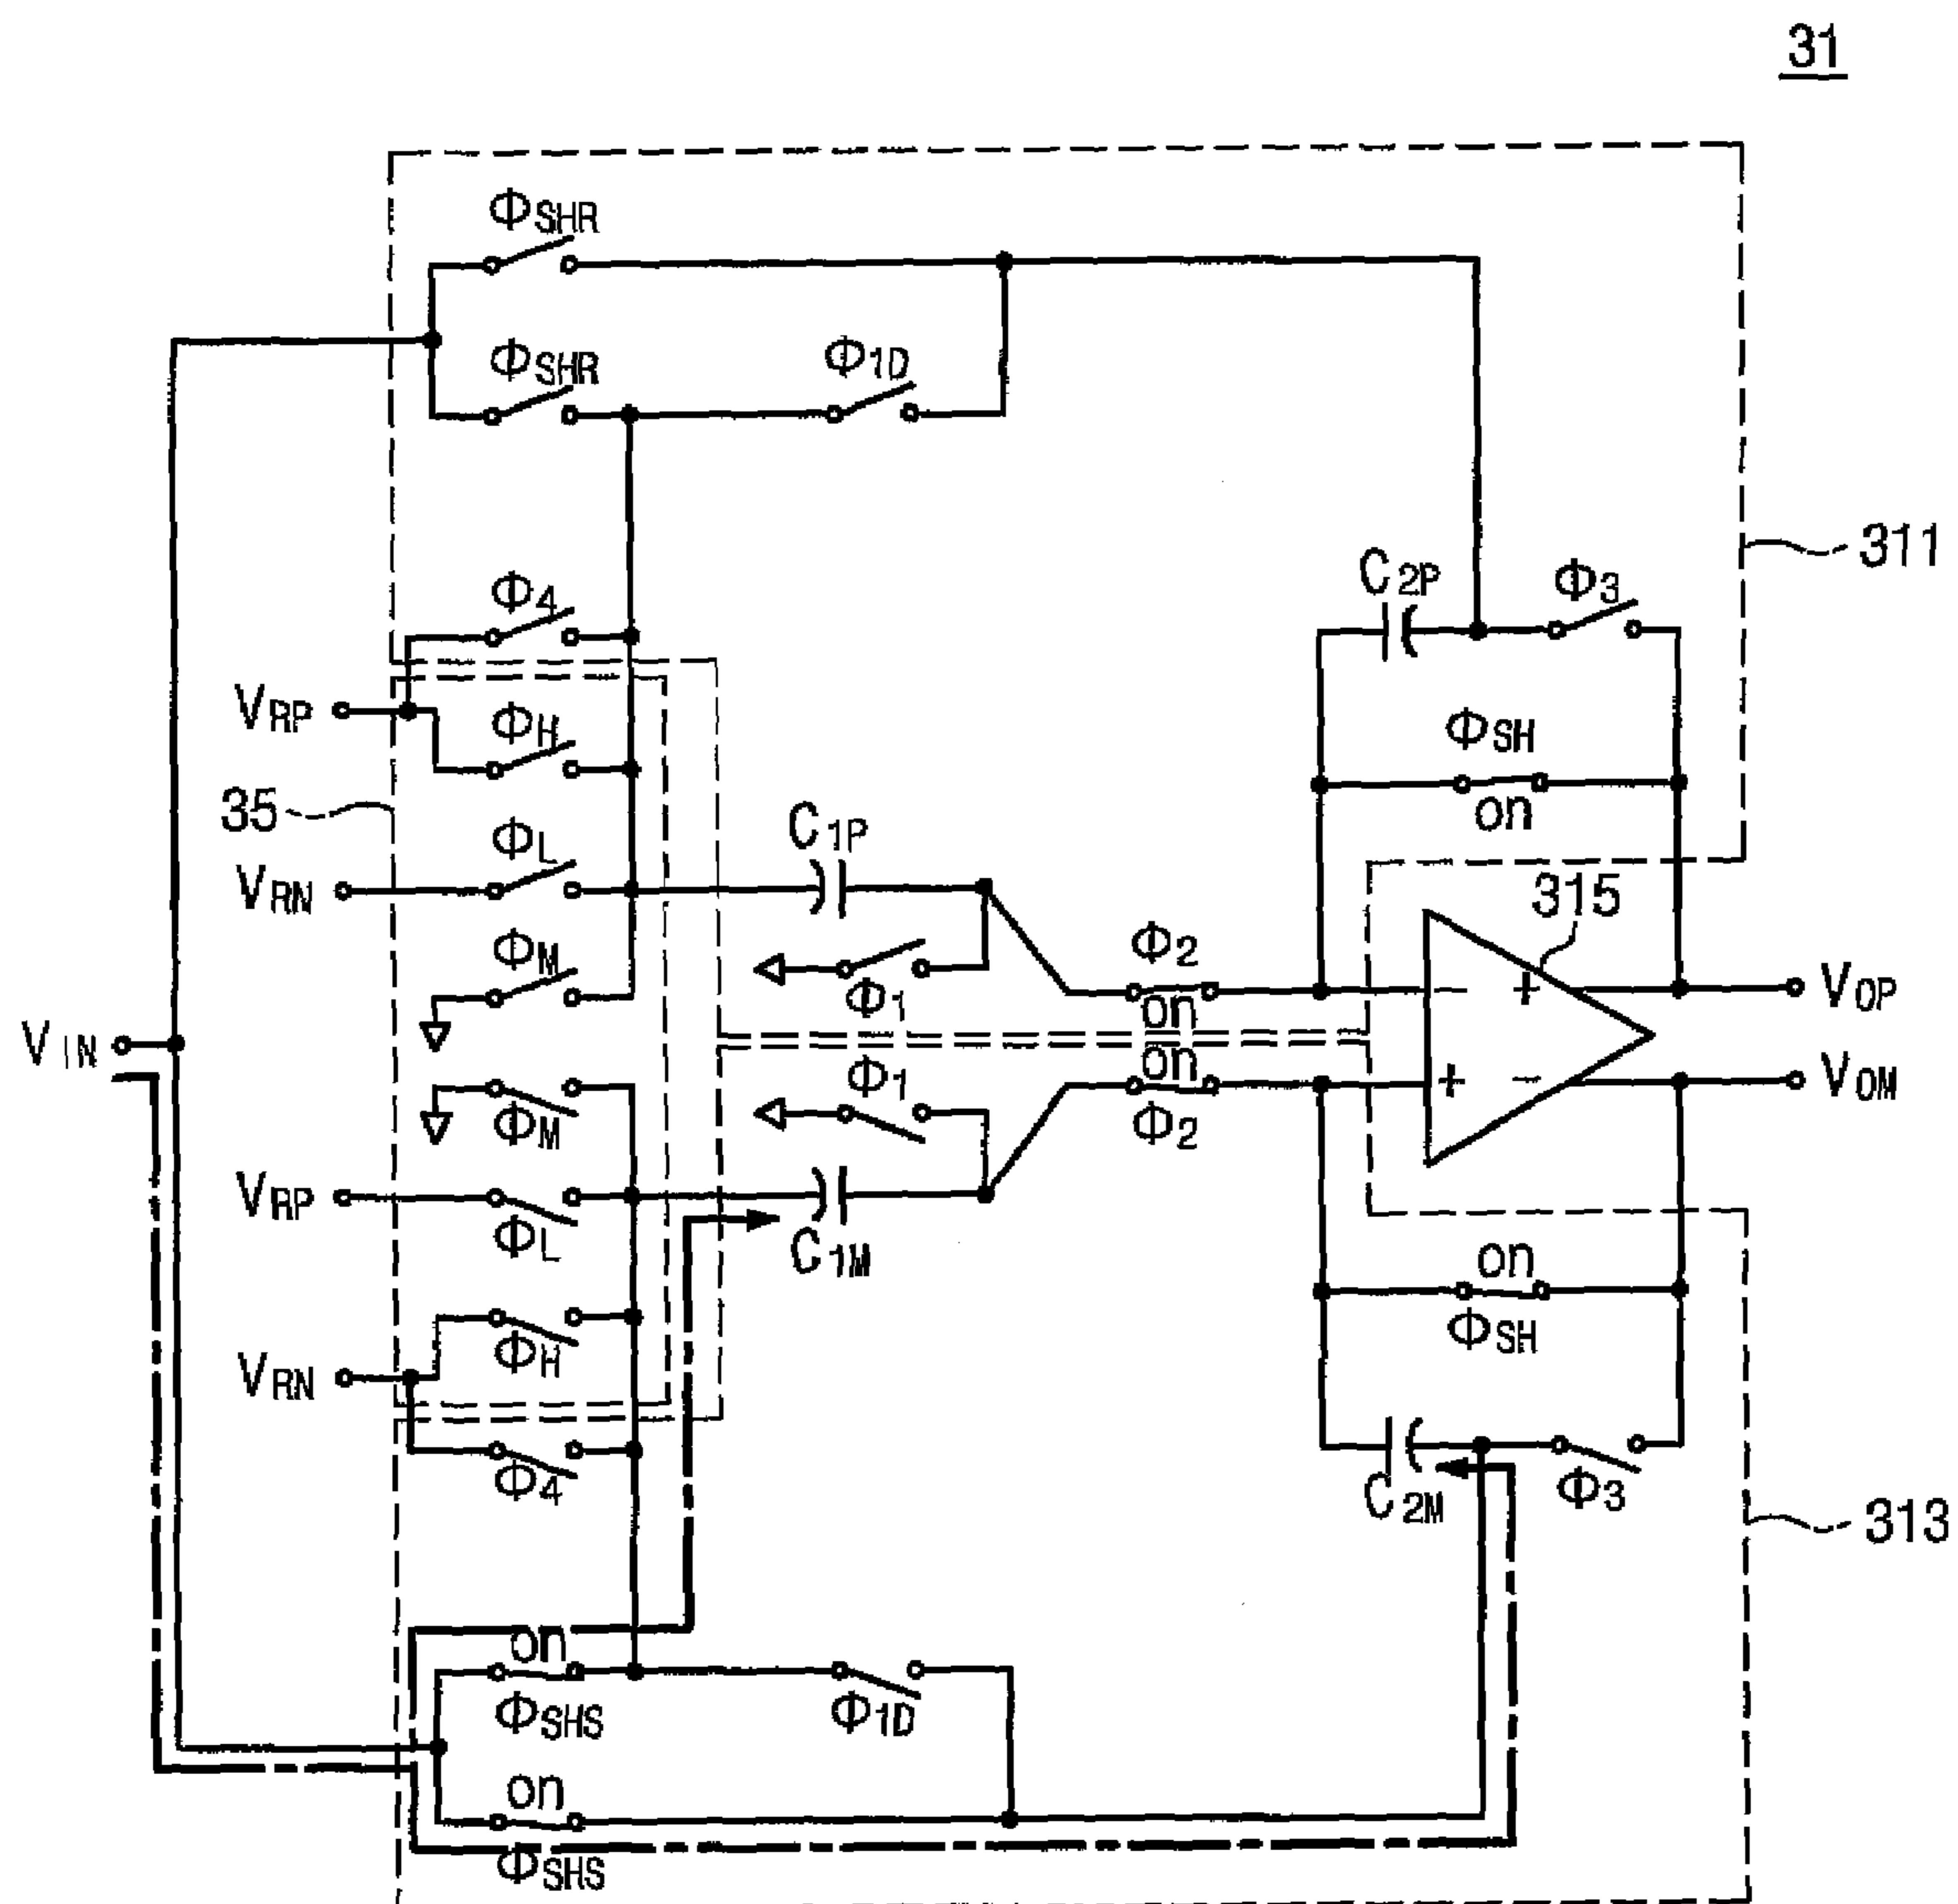 31
ΦSHR
ΦSHR
Φ1D
311
Φ4
C2P
Φ3
VRP
ΦH
ΦSH
on
35
ΦL
C1P
VRN
315
ΦM
Φ1
Φ2
on
− +
VOP
VIN
Φ1
on
Φ2
+ −
VOM
ΦM
VRP
ΦL
C1M
on
ΦSH
VRN
ΦH
Φ4
C2M
Φ3
313
on
ΦSHS
Φ1D
on
ΦSHS